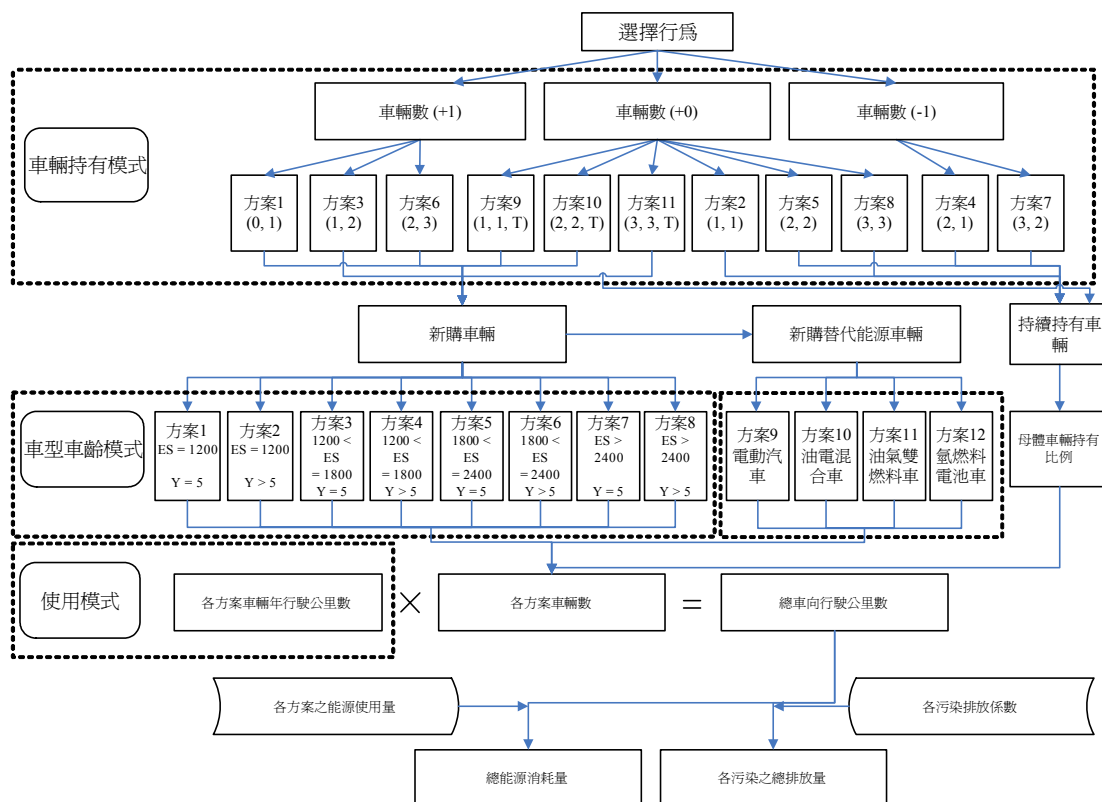 選擇行為
車輛持有模式
車輛數 (+1)
車輛數 (+0)
車輛數 (-1)
方案1
(0, 1)
方案3
(1, 2)
方案6
(2, 3)
方案9
(1, 1, T)
方案10
(2, 2, T)
方案11
(3, 3, T)
方案2
(1, 1)
方案5
(2, 2)
方案8
(3, 3)
方案4
(2, 1)
方案7
(3, 2)
新購車輛
新購替代能源車輛
持續持有車
輛
車型車齡模式
方案1
ES = 1200
Y = 5
方案2
ES = 1200
Y > 5
方案3
1200 <
ES
= 1800
Y = 5
方案4
1200 <
ES
= 1800
Y > 5
方案5
1800 <
ES
= 2400
Y = 5
方案6
1800 <
ES
= 2400
Y > 5
方案7
ES >
2400
Y = 5
方案8
ES >
2400
Y > 5
方案9
電動汽
車
方案10
油電混
合車
方案11
油氣雙
燃料車
方案12
氫燃料
電池車
母體車輛持有
比例
使用模式
各方案車輛年行駛公里數
×
各方案車輛數
=
總車向行駛公里數
各方案之能源使用量
各污染排放係數
總能源消耗量
各污染之總排放量